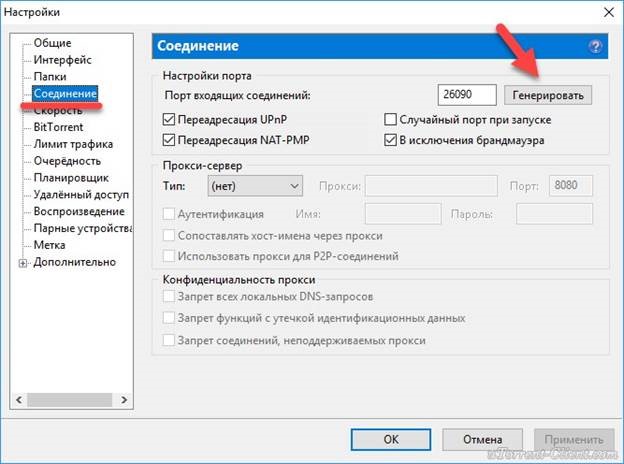 Настройки
Общие
Интерфейс
Папки
Соединение
Скорость
BitTorrent
Лимит трафика
Очерёдность
Планировщик
Удалённый доступ
Воспроизведение
Парные устройства
Метка
Дополнительно
Соединение
Настройки порта
Порт входящих соединений: 26090 Генерировать
Переадресация UPnP Случайный порт при запуске
Переадресация NAT-PMP В исключения брандмауэра
Прокси-сервер
Тип: (нет) Прокси: Порт: 8080
Аутентификация Имя: Пароль:
Сопоставлять хост-имена через прокси
Использовать прокси для P2P-соединений
Конфиденциальность прокси
Запрет всех локальных DNS-запросов
Запрет функций с утечкой идентификационных данных
Запрет соединений, неподдерживаемых прокси
OK Отмена Применить
uTorrent-Client.com